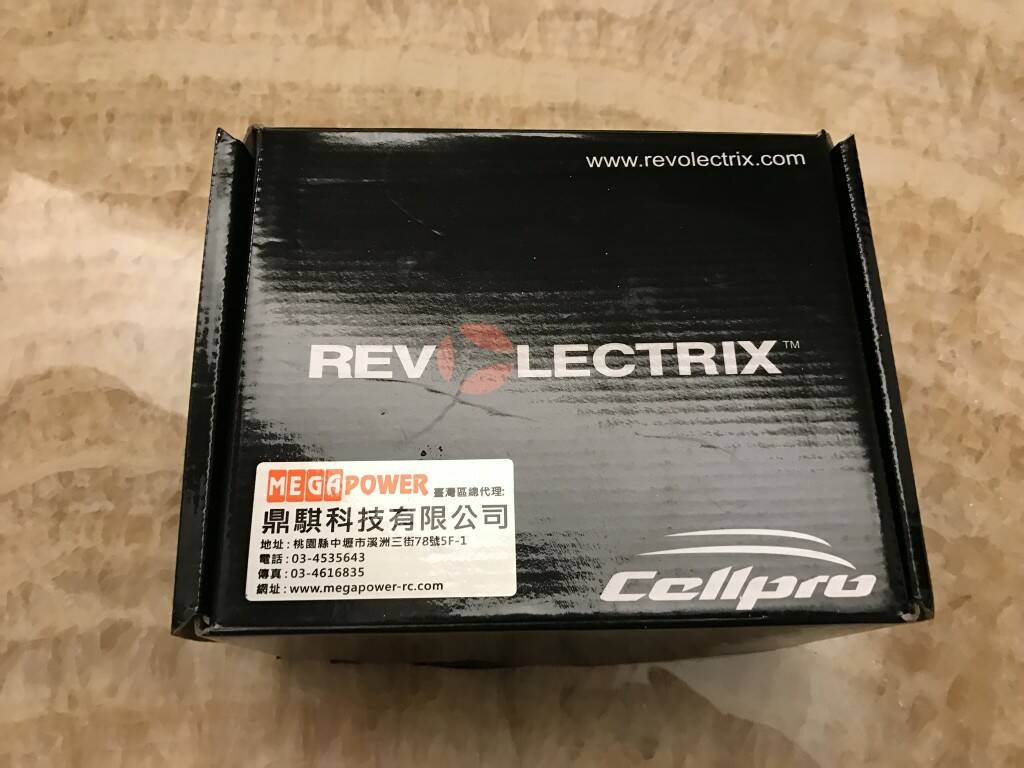 www.revolectrix.com
REVOLECTRIX™
MEGAPOWER 臺灣區總代理:
鼎騏科技有限公司
地址:桃園縣中壢市溪洲三街78號5F-1
電話:03-4535643
傳真:03-4616835
網址:www.megapower-rc.com
Cellpro